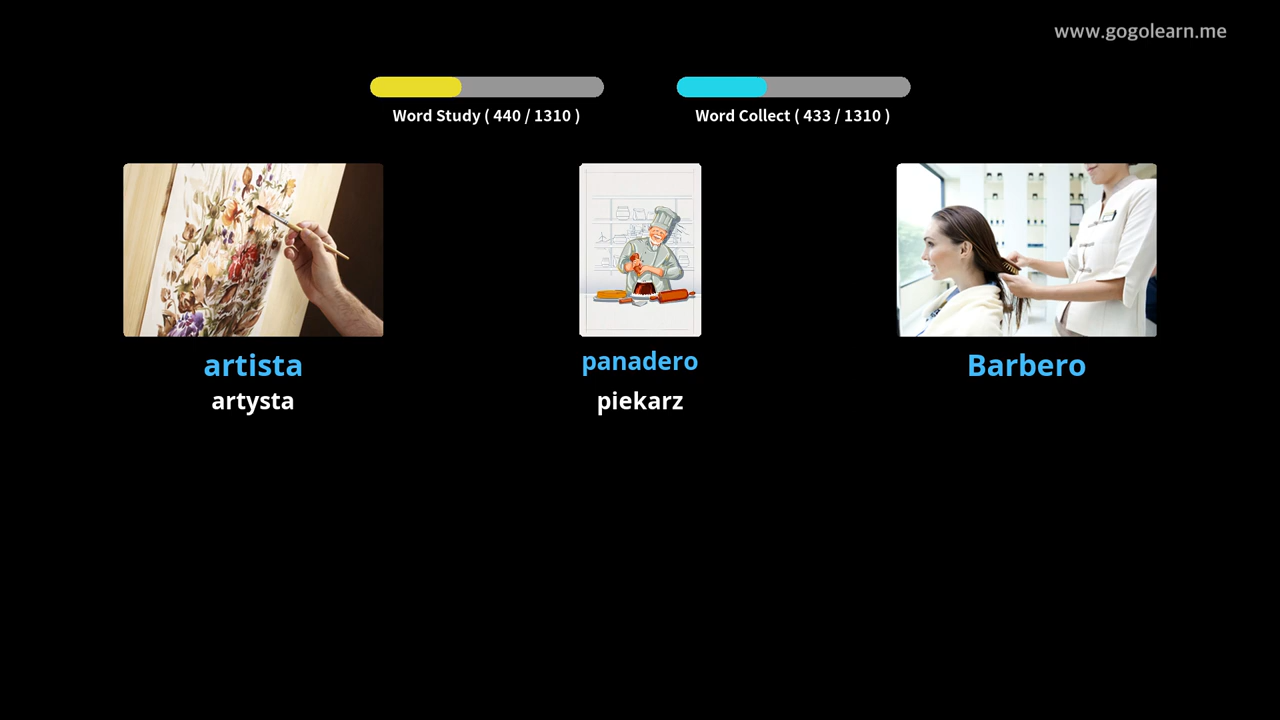 www.gogolearn.me
Word Study ( 440 / 1310 )
Word Collect ( 433 / 1310 )
artista
artysta
panadero
piekarz
Barbero